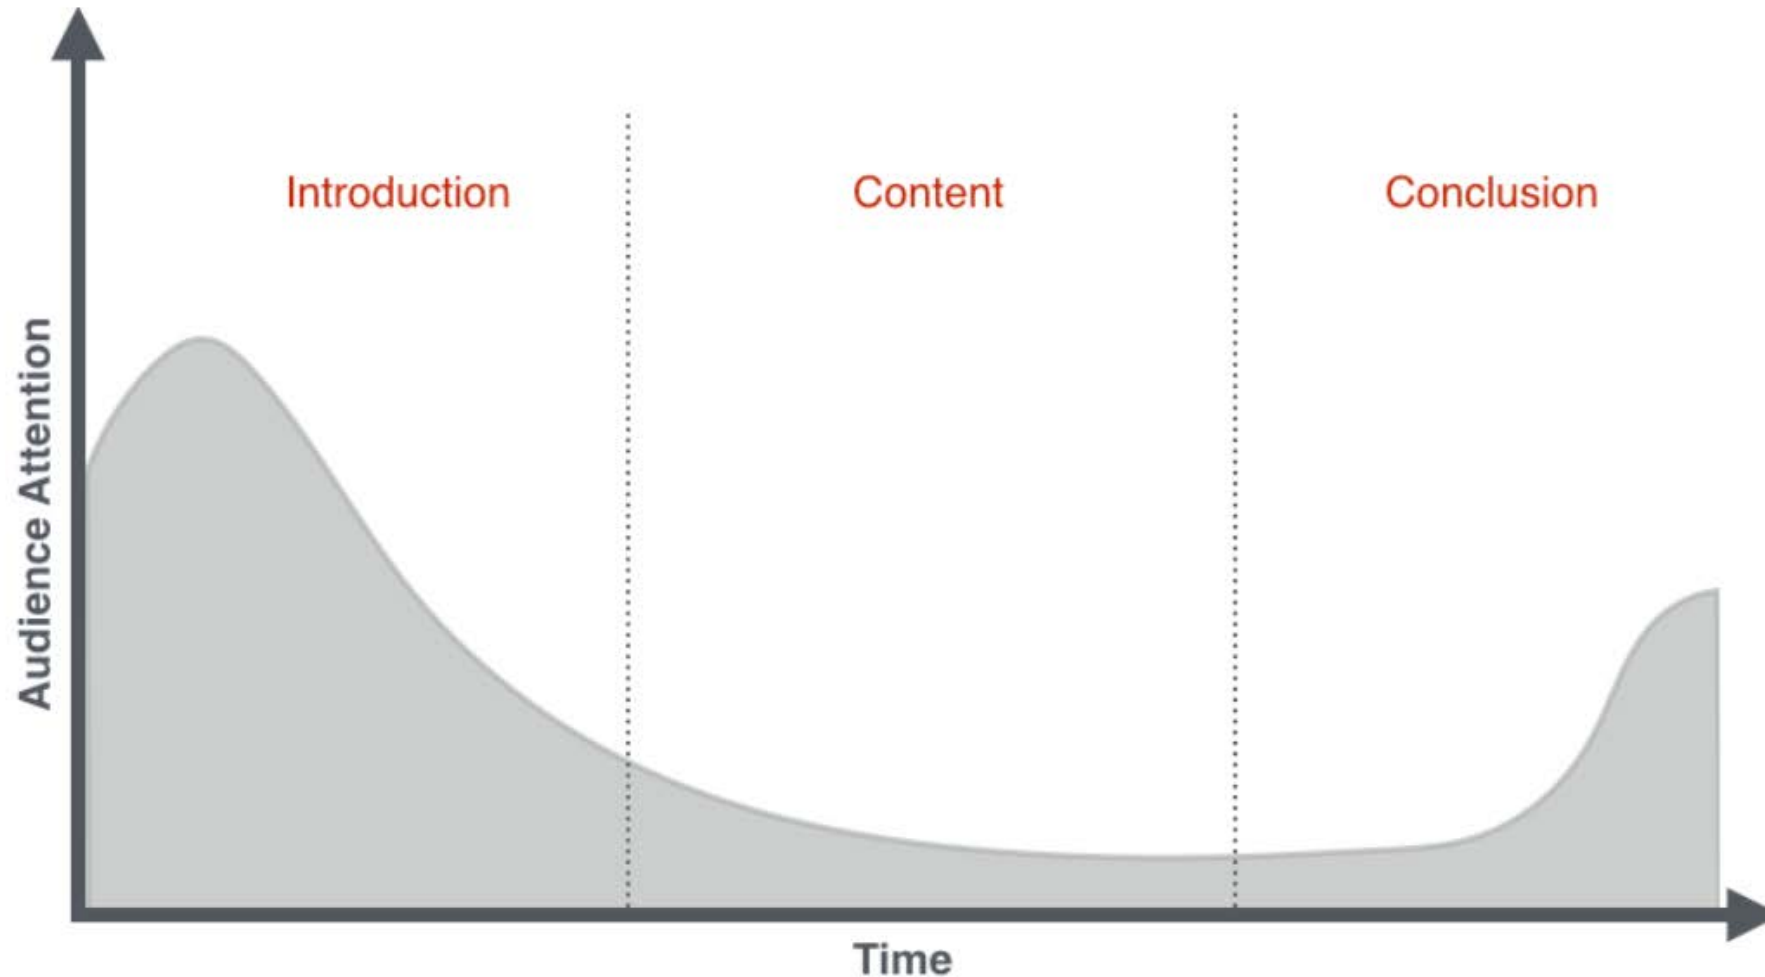 Introduction
Content
Conclusion
Audience Attention
Time